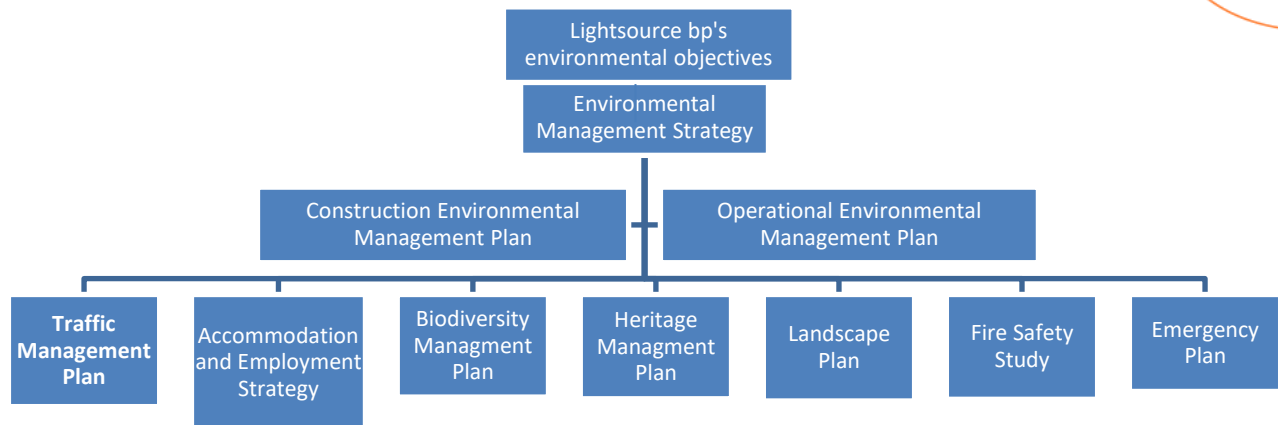 Lightsource bp's
environmental objectives
Environmental
Management Strategy
Construction Environmental
Management Plan
Operational Environmental
Management Plan
Traffic
Management
Plan
Accommodation
and Employment
Strategy
Biodiversity
Managment
Plan
Heritage
Managment
Plan
Landscape
Plan
Fire Safety
Study
Emergency
Plan